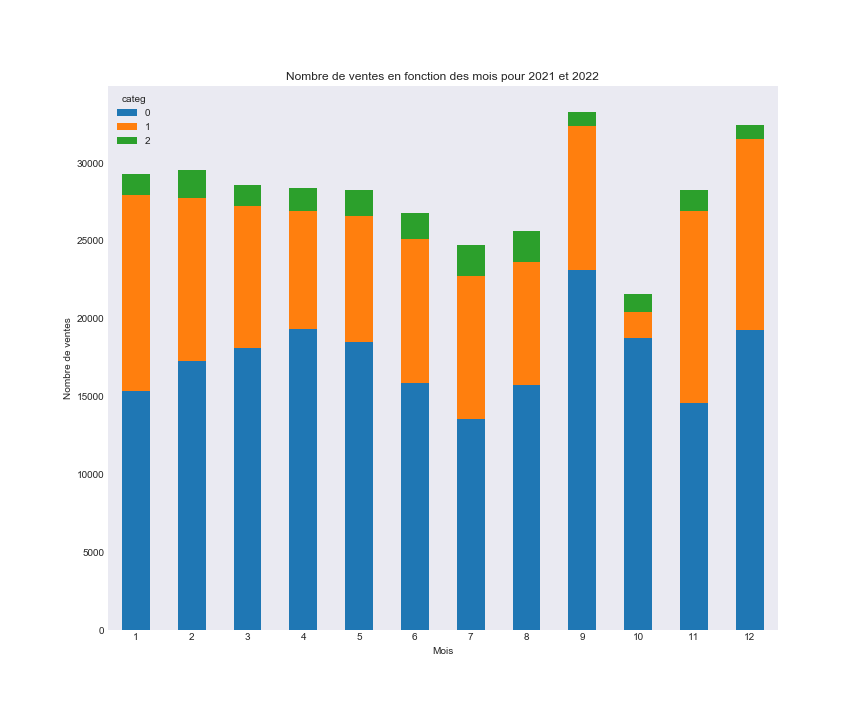 Nombre de ventes en fonction des mois pour 2021 et 2022
categ
0
1
2
30000
25000
20000
15000
10000
5000
0
Nombre de ventes
1 2 3 4 5 6 7 8 9 10 11 12
Mois